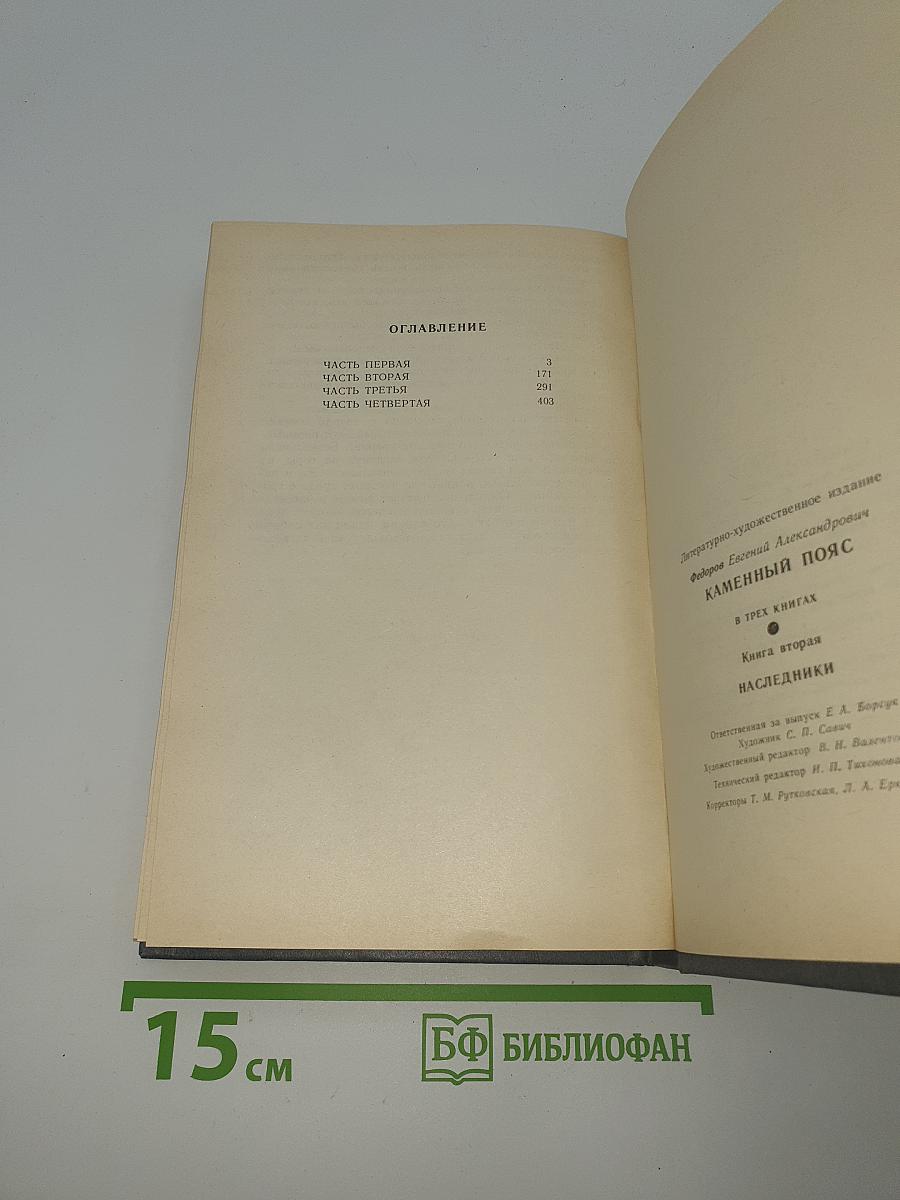 ОГЛАВЛЕНИЕ
ЧАСТЬ ПЕРВАЯ 3
ЧАСТЬ ВТОРАЯ 171
ЧАСТЬ ТРЕТЬЯ 291
ЧАСТЬ ЧЕТВЕРТАЯ 403
Литературно-художественное издание
Федоров Евгений Александрович
КАМЕННЫЙ ПОЯС
В ТРЕХ КНИГАХ
Книга вторая
НАСЛЕДНИКИ
Ответственная за выпуск Е. А. Борсук
Художник С. П. Савич
Художественный редактор В. Н.
Технический редактор И. П. Тихонова
Корректоры Т. М. Рутковская, Л. А.
15 см
БФ БИБЛИОФАН